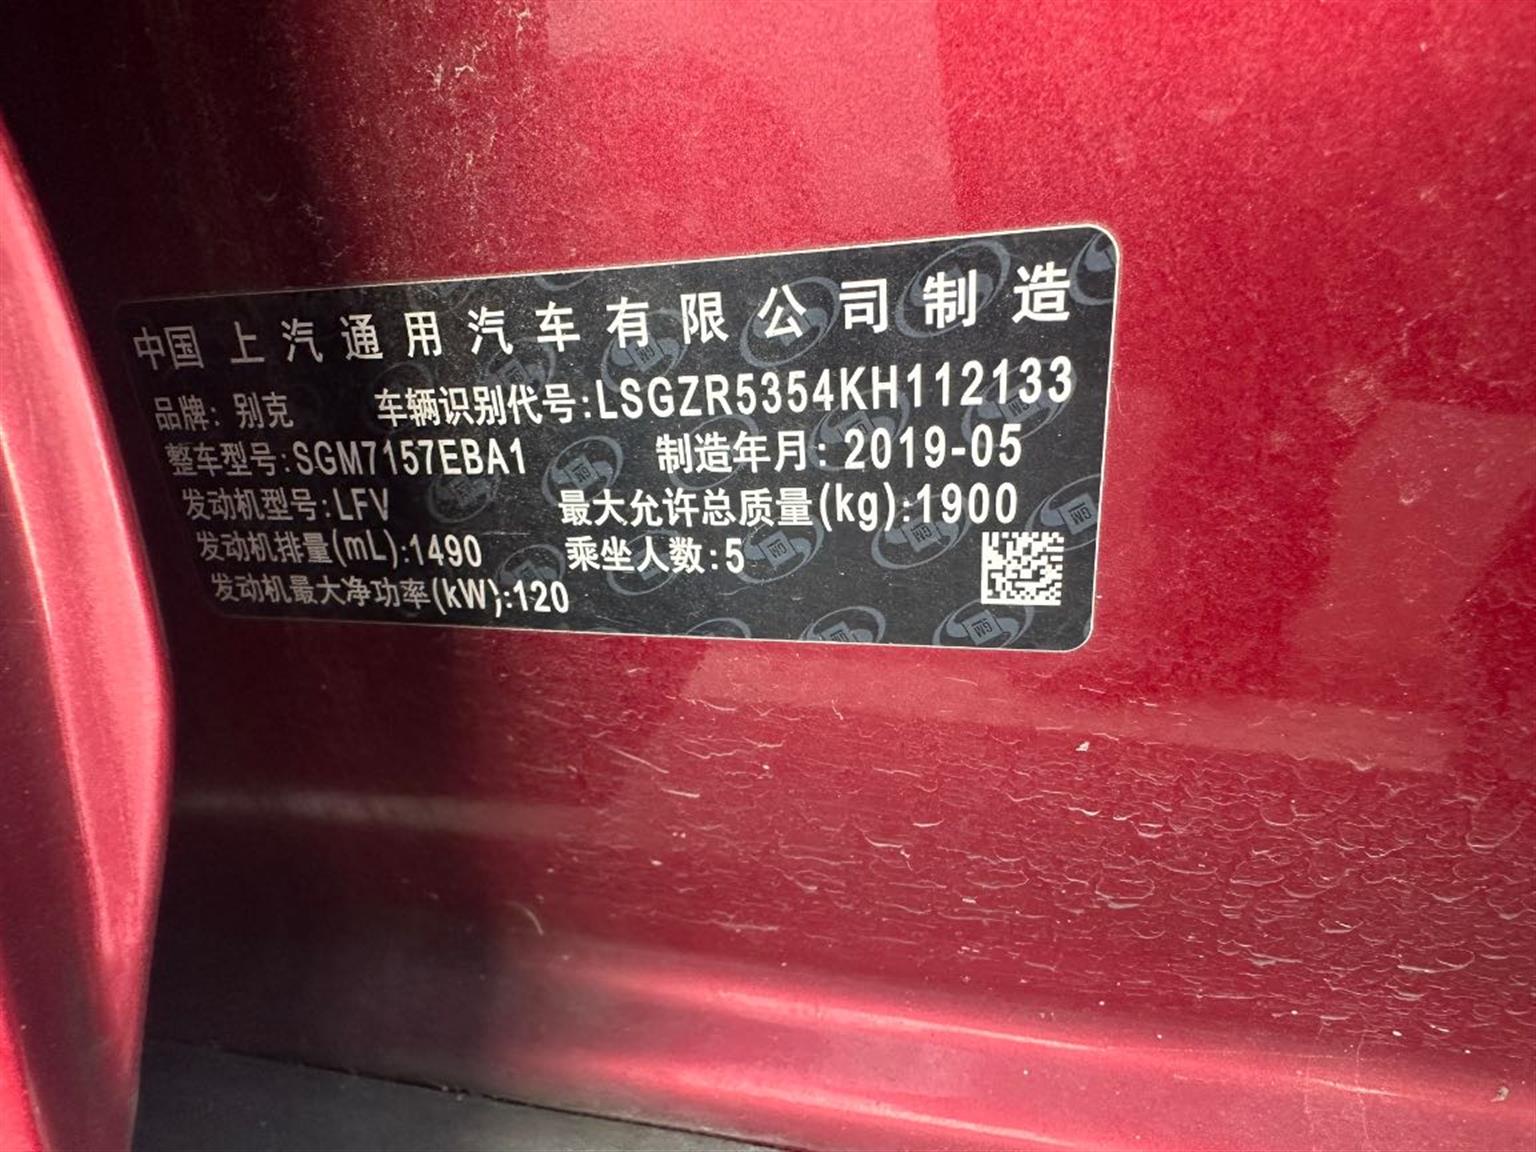 中国 上汽通用汽车有限公司制造
品牌: 别克 车辆识别代号:LSGZR5354KH112133
整车型号:SGM7157EBA1 制造年月: 2019-05
发动机型号:LFV 最大允许总质量(kg):1900
发动机排量(mL):1490 乘坐人数:5
发动机最大净功率(kW):120